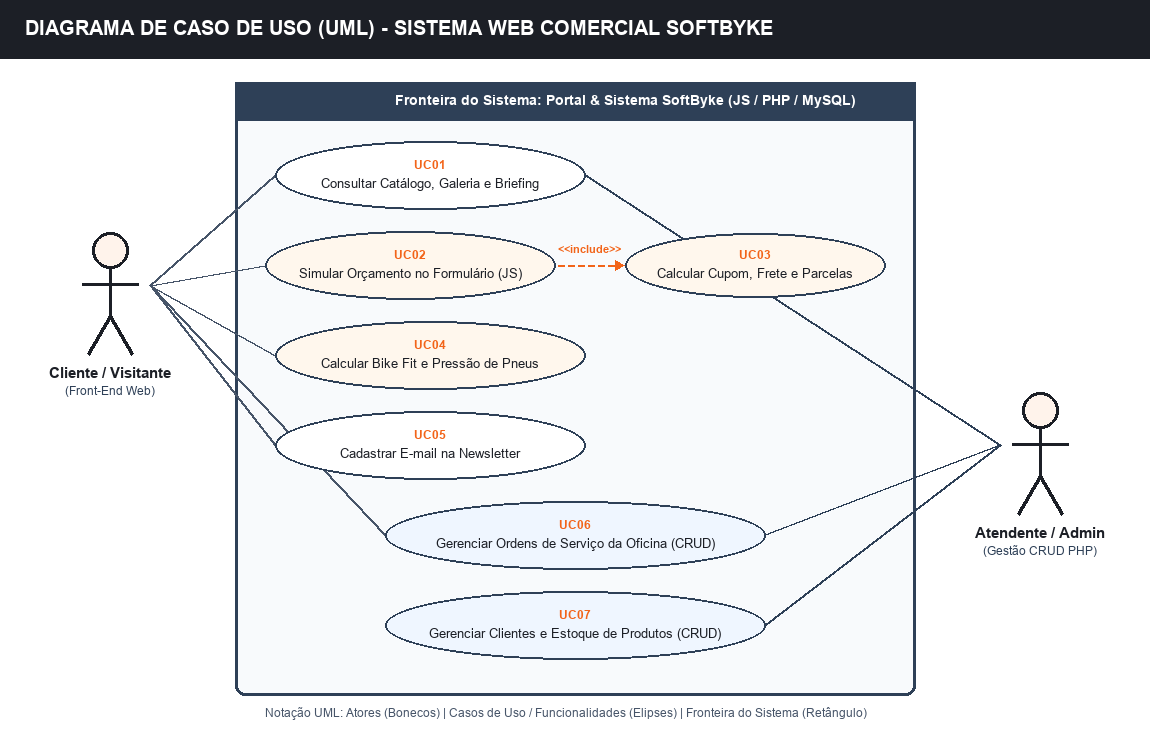 DIAGRAMA DE CASO DE USO (UML) - SISTEMA WEB COMERCIAL SOFTBYKE
Fronteira do Sistema: Portal & Sistema SoftByke (JS / PHP / MySQL)
UC01
Consultar Catálogo, Galeria e Briefing
UC02
Simular Orçamento no Formulário (JS)
<<include>>
UC03
Calcular Cupom, Frete e Parcelas
UC04
Calcular Bike Fit e Pressão de Pneus
Cliente / Visitante
(Front-End Web)
UC05
Cadastrar E-mail na Newsletter
UC06
Gerenciar Ordens de Serviço da Oficina (CRUD)
Atendente / Admin
(Gestão CRUD PHP)
UC07
Gerenciar Clientes e Estoque de Produtos (CRUD)
Notação UML: Atores (Bonecos) | Casos de Uso / Funcionalidades (Elipses) | Fronteira do Sistema (Retângulo)